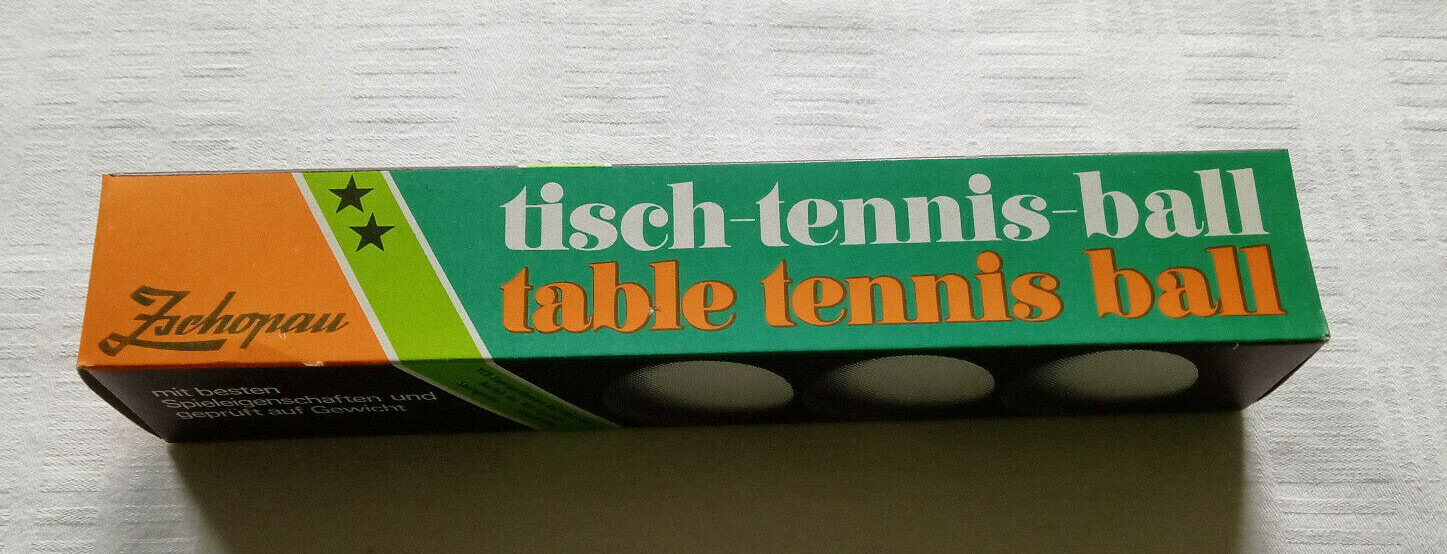 Zschopau
tisch-tennis-ball
table tennis ball
mit besten
Spieleigenschaften und
geprüft auf Gewicht